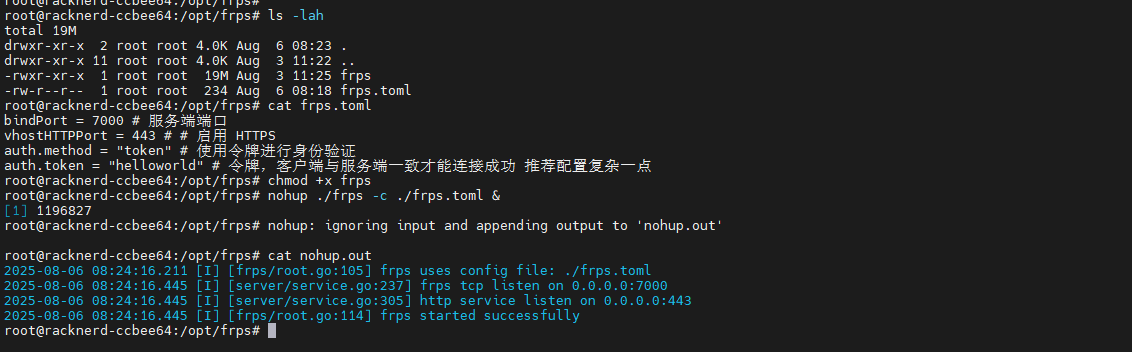 root@racknerd-ccbee64:/opt/frps#
root@racknerd-ccbee64:/opt/frps# ls -lah
total 19M
drwxr-xr-x  2 root root 4.0K Aug  6 08:23 .
drwxr-xr-x 11 root root 4.0K Aug  3 11:22 ..
-rwxr-xr-x  1 root root  19M Aug  3 11:25 frps
-rw-r--r--  1 root root  234 Aug  6 08:18 frps.toml
root@racknerd-ccbee64:/opt/frps# cat frps.toml
bindPort = 7000 # 服务端端口
vhostHTTPPort = 443 # # 启用 HTTPS
auth.method = "token" # 使用令牌进行身份验证
auth.token = "helloworld" # 令牌，客户端与服务端一致才能连接成功 推荐配置复杂一点
root@racknerd-ccbee64:/opt/frps# chmod +x frps
root@racknerd-ccbee64:/opt/frps# nohup ./frps -c ./frps.toml &
[1] 1196827
root@racknerd-ccbee64:/opt/frps# nohup: ignoring input and appending output to 'nohup.out'
root@racknerd-ccbee64:/opt/frps# cat nohup.out
2025-08-06 08:24:16.211 [I] [frps/root.go:105] frps uses config file: ./frps.toml
2025-08-06 08:24:16.445 [I] [server/service.go:237] frps tcp listen on 0.0.0.0:7000
2025-08-06 08:24:16.445 [I] [server/service.go:305] http service listen on 0.0.0.0:443
2025-08-06 08:24:16.445 [I] [frps/root.go:114] frps started successfully
root@racknerd-ccbee64:/opt/frps#